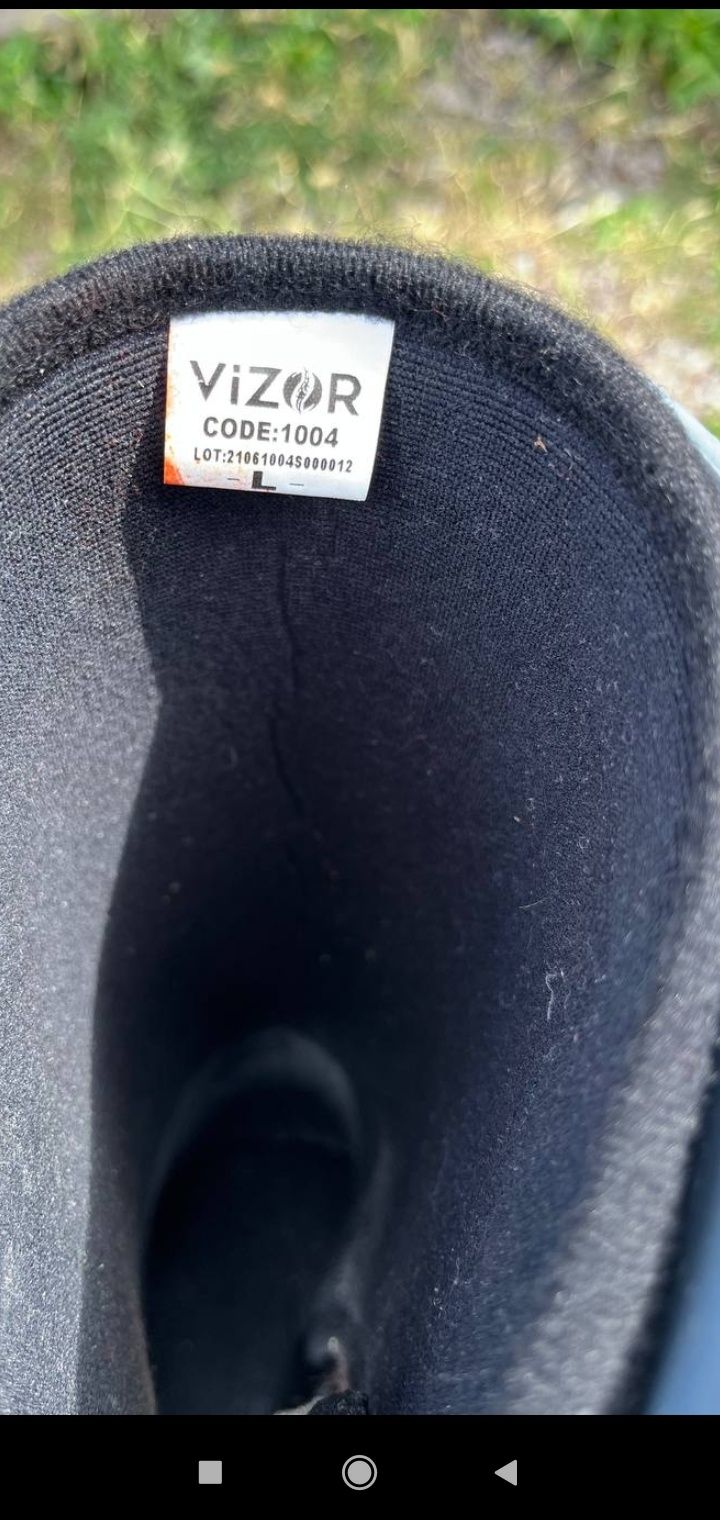 ViZOR
CODE:1004
LOT:21061004S000012
- L -